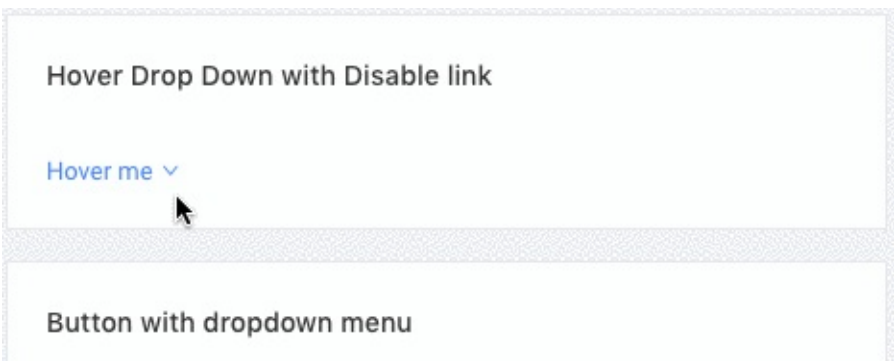 Hover Drop Down with Disable link
Hover me
Button with dropdown menu